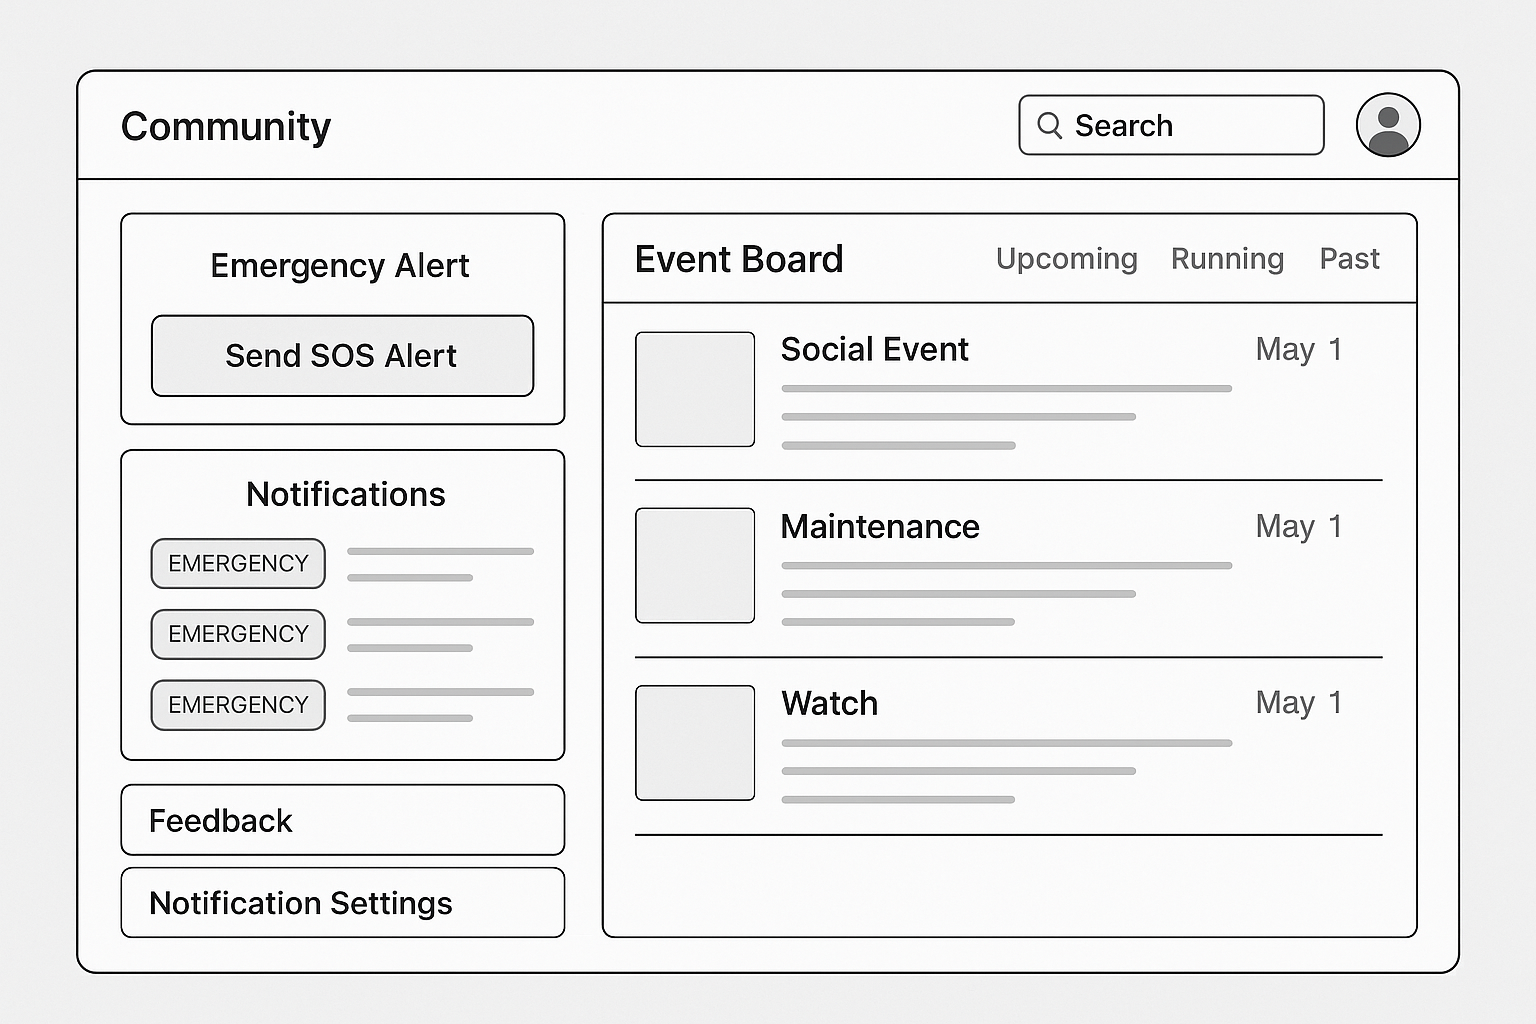 Community
Search
Emergency Alert
Send SOS Alert
Notifications
EMERGENCY
EMERGENCY
EMERGENCY
Feedback
Notification Settings
Event Board
Upcoming Running Past
Social Event May 1
Maintenance May 1
Watch May 1